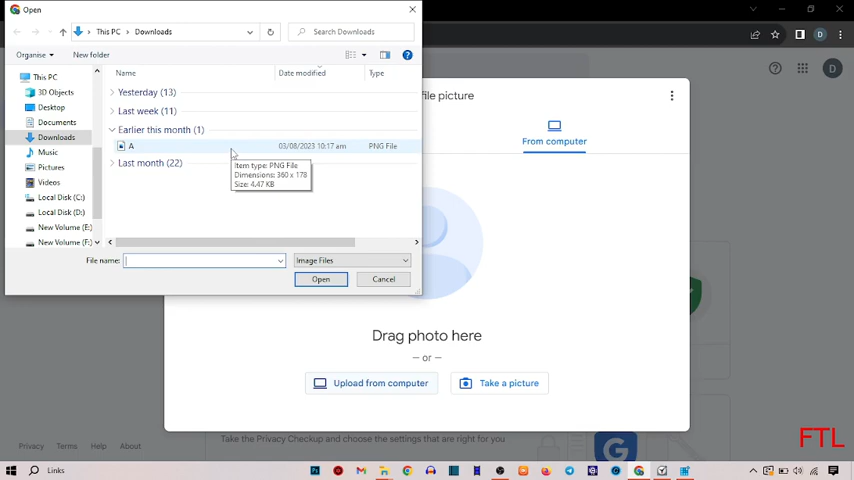 Open
This PC > Downloads
Search Downloads
Organise
New folder
Name
Date modified
Type
This PC
3D Objects
Desktop
Documents
Downloads
Music
Pictures
Videos
Local Disk (C:)
Local Disk (D:)
New Volume (E:)
New Volume (F:)
Yesterday (13)
Last week (11)
Earlier this month (1)
A
03/08/2023 10:17 am
PNG File
Last month (22)
Item type: PNG File
Dimensions: 360 x 178
Size: 4.47 KB
File name:
Image Files
Open
Cancel
D
D
file picture
From computer
Drag photo here
— or —
Upload from computer
Take a picture
Privacy
Terms
Help
About
Take the Privacy Checkup and choose the settings that are right for you
G
FTL
Links
Ps